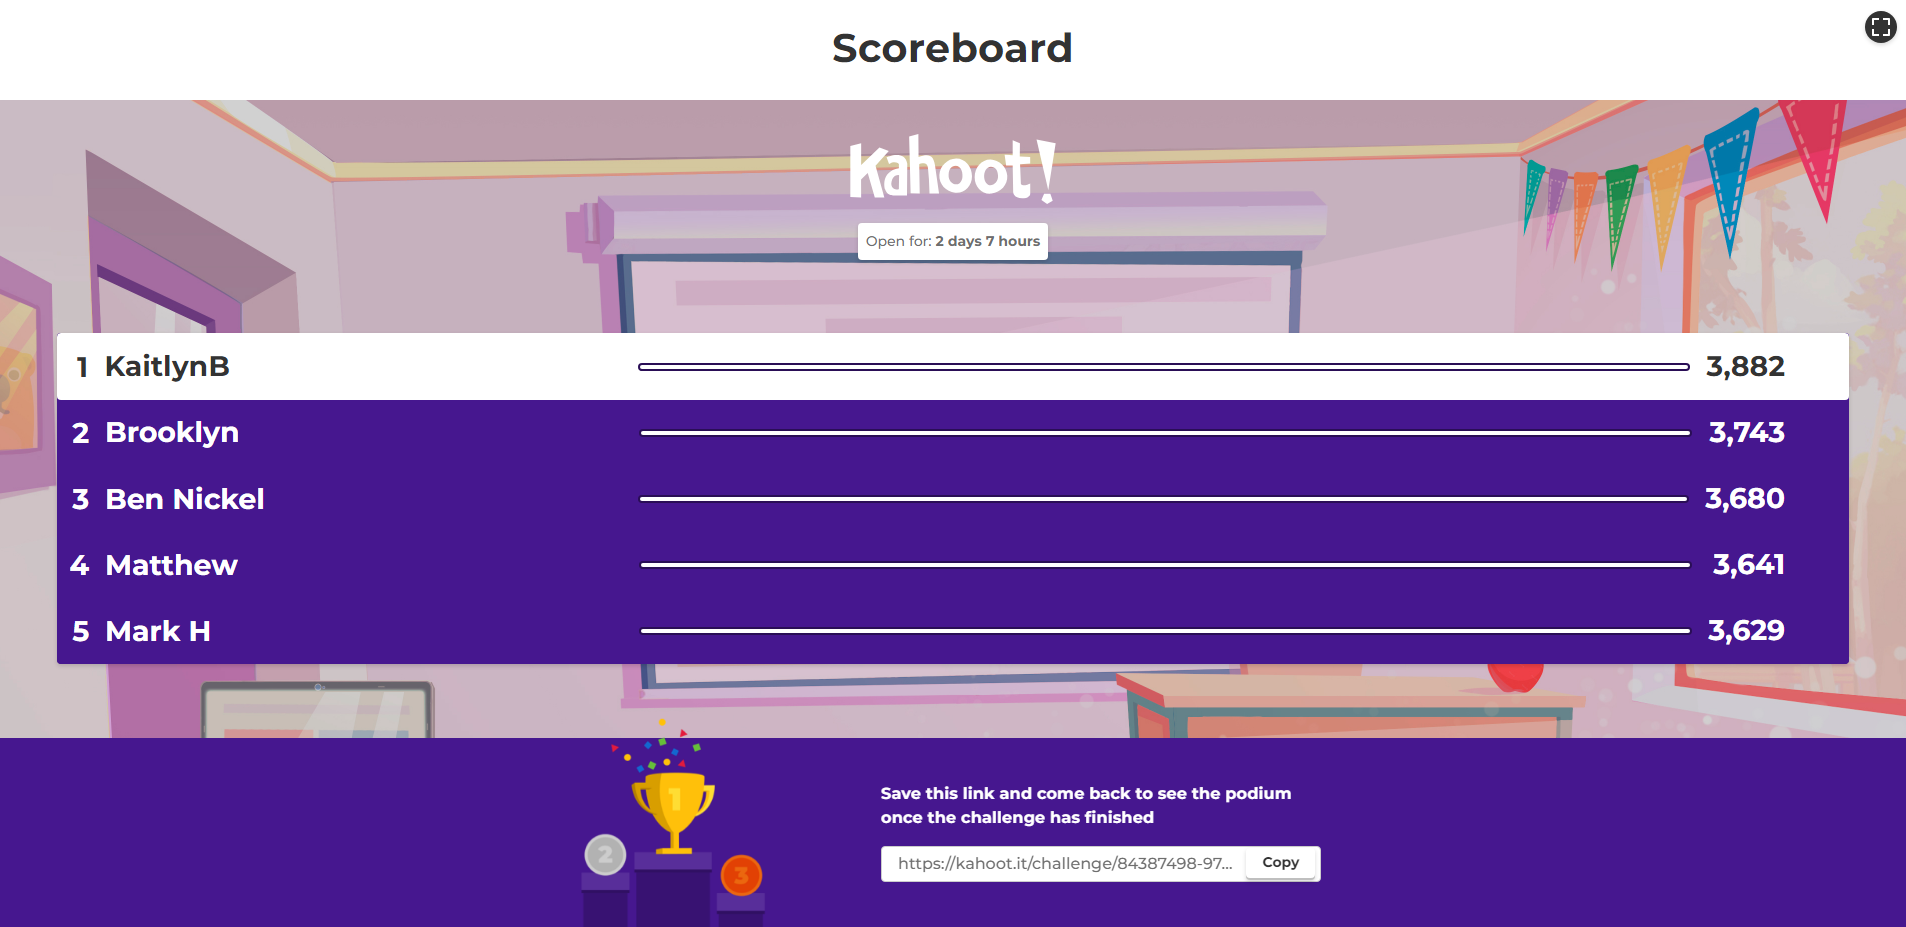 Scoreboard
Kahoot!
Open for: 2 days 7 hours
1 KaitlynB 3,882
2 Brooklyn 3,743
3 Ben Nickel 3,680
4 Matthew 3,641
5 Mark H 3,629
1
2
3
Save this link and come back to see the podium
once the challenge has finished
https://kahoot.it/challenge/84387498-97... Copy